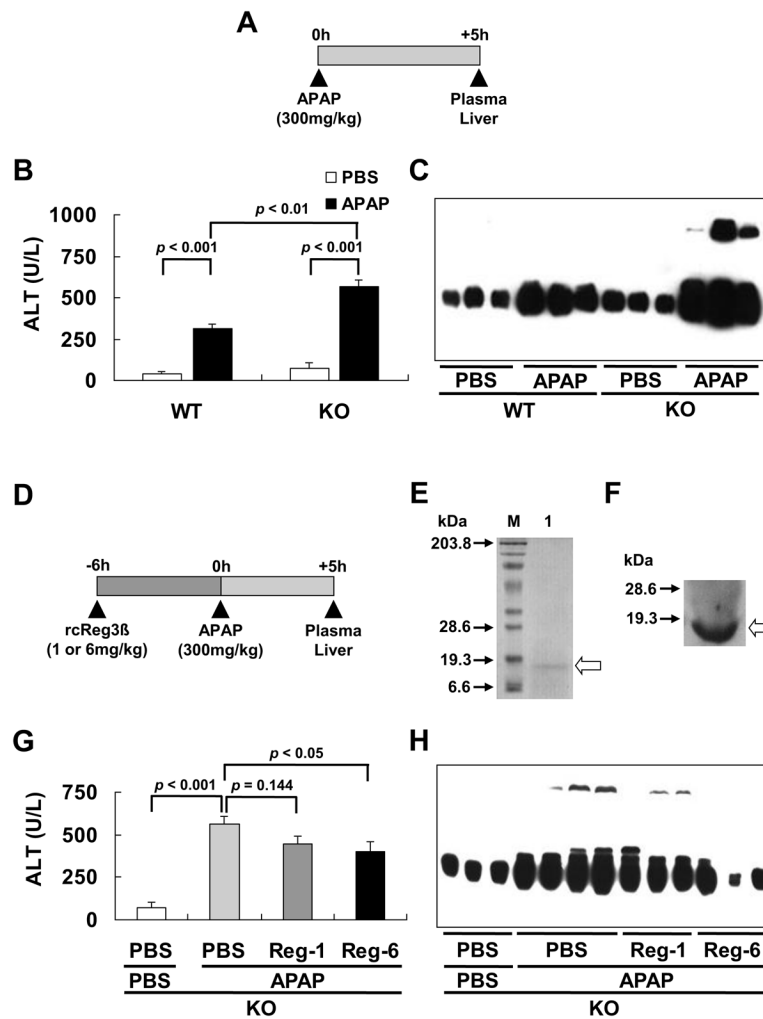 A
0h +5h
APAP Plasma
(300mg/kg) Liver
B
PBS
APAP
C
1000
750
500
250
0
ALT (U/L)
p < 0.01
p < 0.001 p < 0.001
WT KO
PBS APAP PBS APAP
WT KO
D
-6h 0h +5h
rcReg3ß APAP Plasma
(1 or 6mg/kg) (300mg/kg) Liver
E
kDa M 1
203.8
28.6
19.3
6.6
F
kDa
28.6
19.3
G
p < 0.05
p < 0.001 p = 0.144
750
500
250
0
ALT (U/L)
PBS PBS Reg-1 Reg-6
PBS APAP
KO
H
PBS PBS Reg-1 Reg-6
PBS APAP
KO